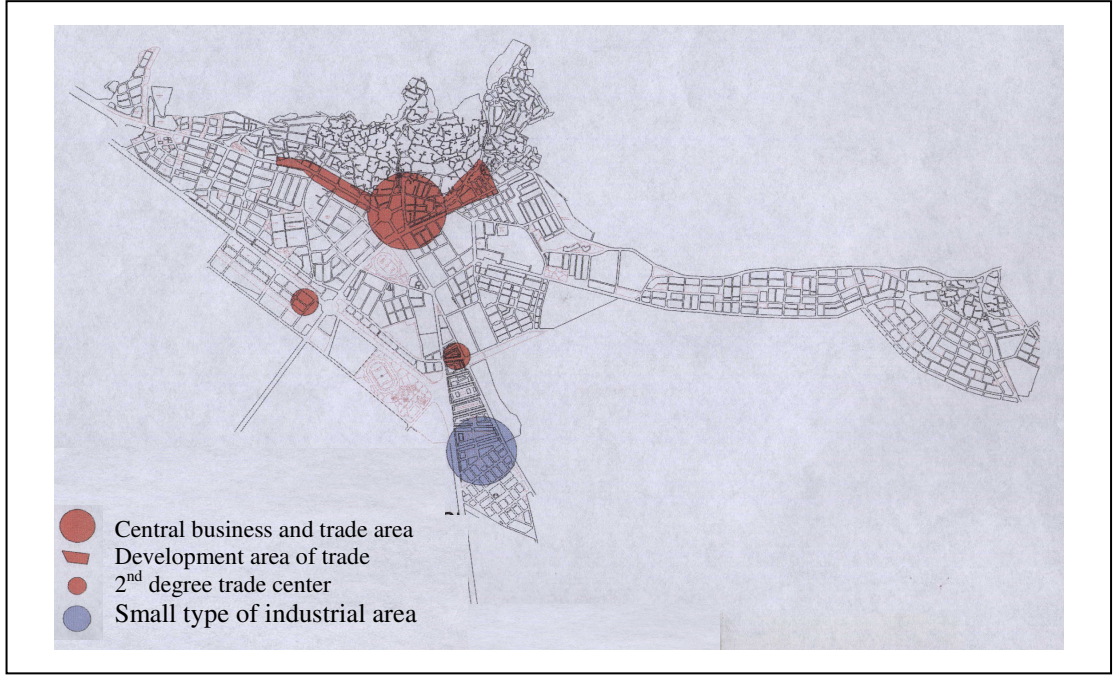 Central business and trade area
Development area of trade
2nd degree trade center
Small type of industrial area